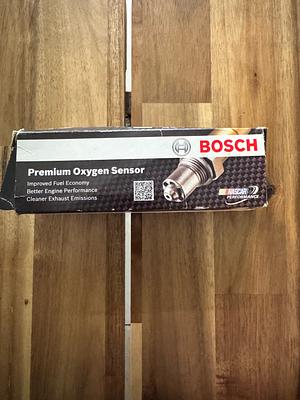 BOSCH
Premium Oxygen Sensor
Improved Fuel Economy
Better Engine Performance
Cleaner Exhaust Emissions
NASCAR
PERFORMANCE